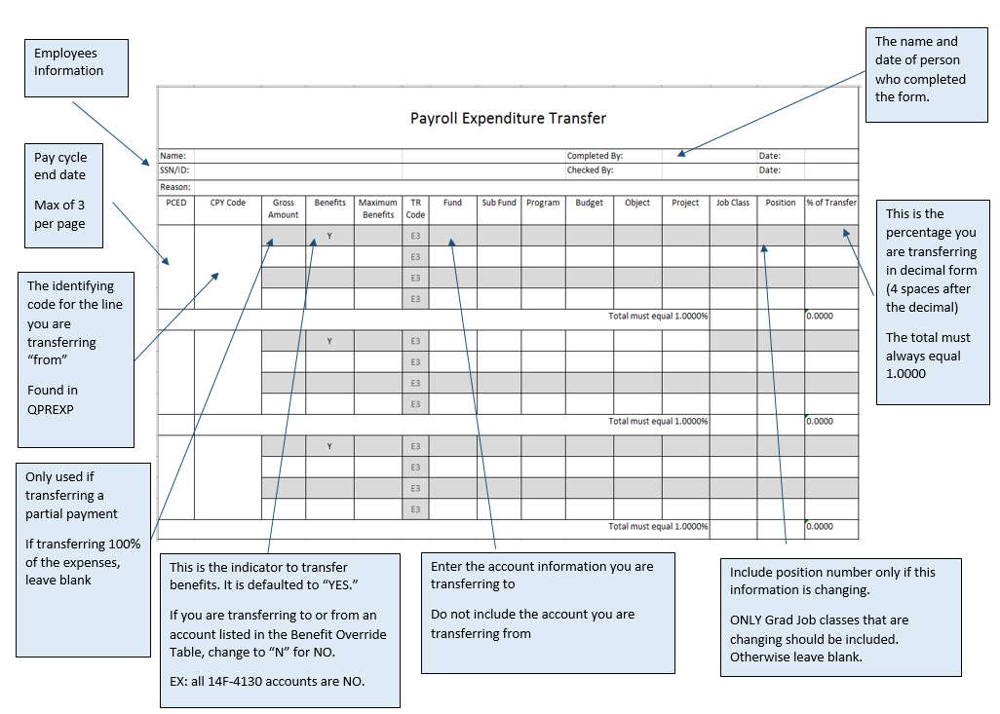 Employees
Information
The name and
date of person
who completed
the form.
Payroll Expenditure Transfer
Pay cycle
end date
Max of 3
per page
Name: Completed By: Date:
SSN/ID: Checked By: Date:
Reason:
PCED CPY Code Gross Amount Benefits Maximum Benefits TR Code Fund Sub Fund Program Budget Object Project Job Class Position % of Transfer
Y E3
E3
E3
E3
Total must equal 1.0000% 0.0000
Y E3
E3
E3
E3
Total must equal 1.0000% 0.0000
Y E3
E3
E3
E3
Total must equal 1.0000% 0.0000
This is the
percentage you
are transferring
in decimal form
(4 spaces after
the decimal)
The total must
always equal
1.0000
The identifying
code for the line
you are
transferring
“from”
Found in
QPREXP
Only used if
transferring a
partial payment
If transferring 100%
of the expenses,
leave blank
This is the indicator to transfer
benefits. It is defaulted to “YES.”
If you are transferring to or from an
account listed in the Benefit Override
Table, change to “N” for NO.
EX: all 14F-4130 accounts are NO.
Enter the account information you are
transferring to
Do not include the account you are
transferring from
Include position number only if this
information is changing.
ONLY Grad Job classes that are
changing should be included.
Otherwise leave blank.